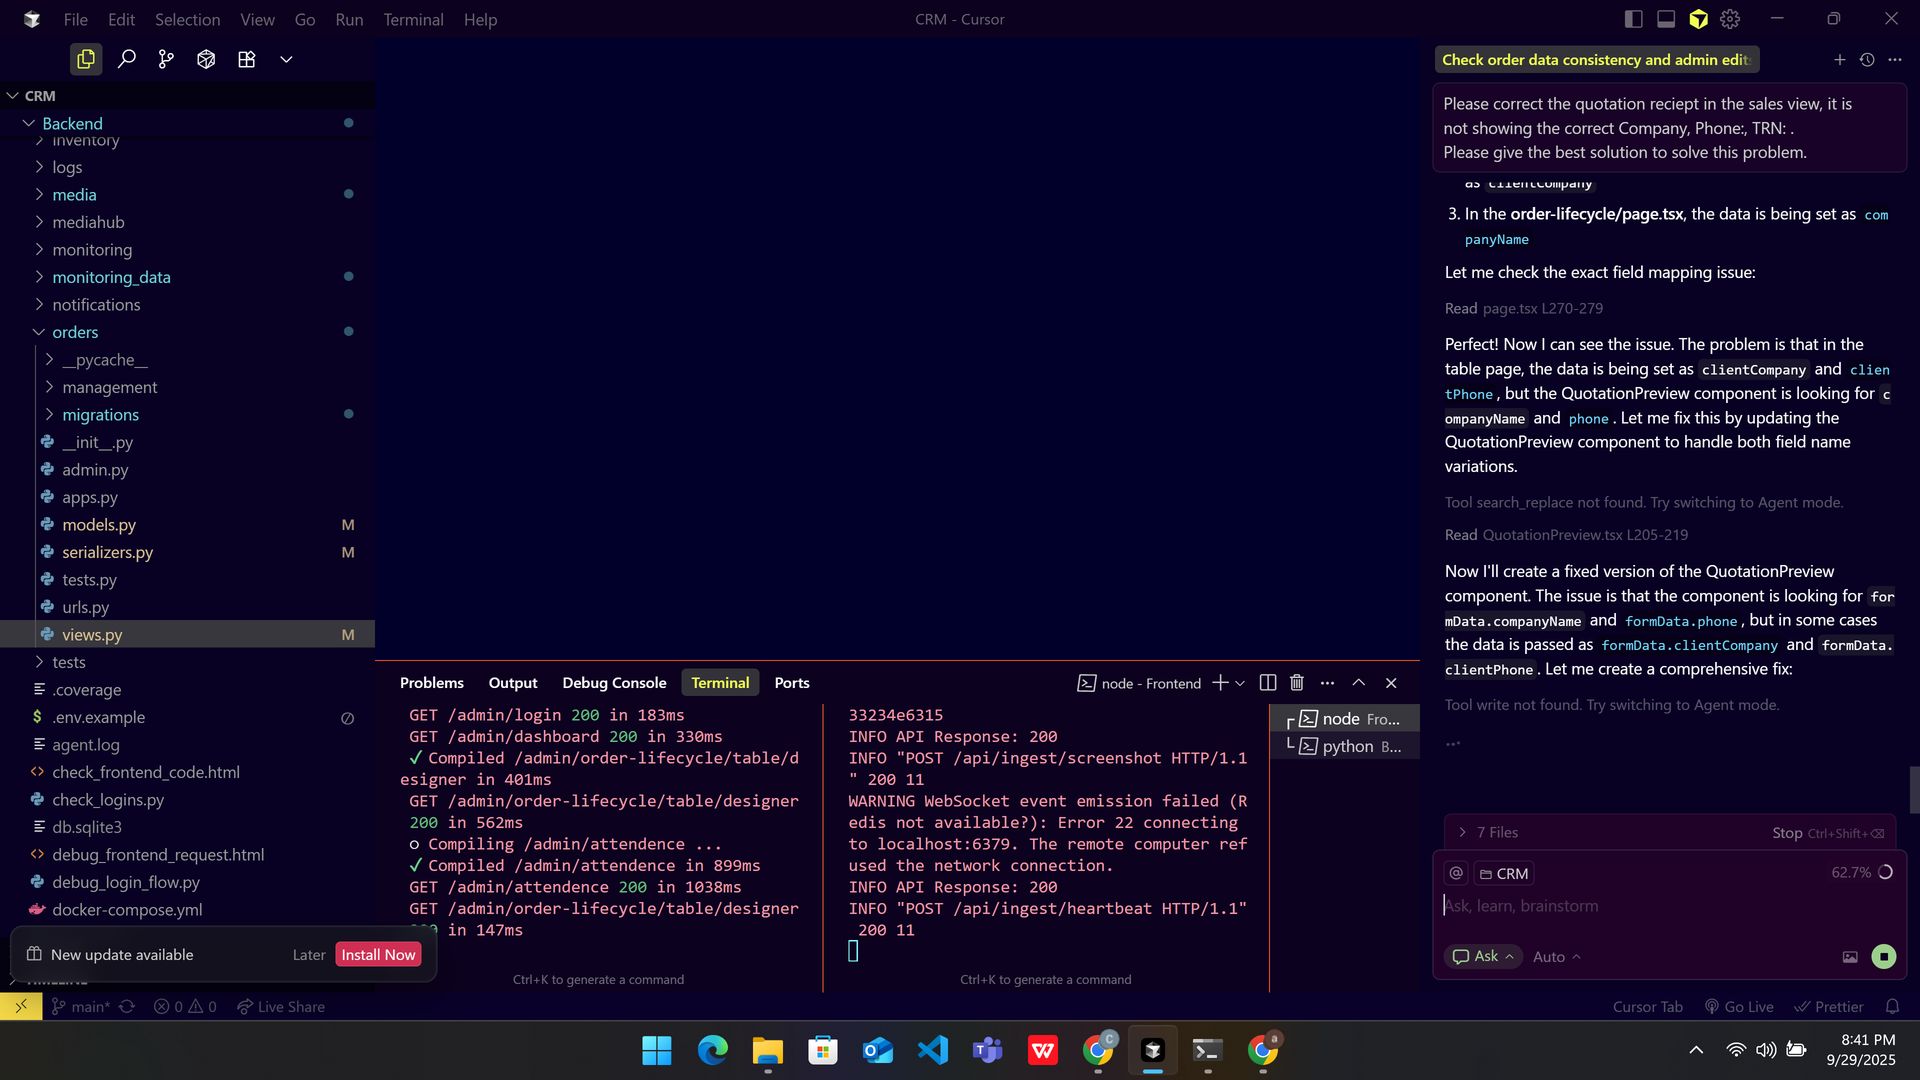 File Edit Selection View Go Run Terminal Help
CRM - Cursor
CRM
Backend
inventory
logs
media
mediahub
monitoring
monitoring_data
notifications
orders
__pycache__
management
migrations
__init__.py
admin.py
apps.py
models.py M
serializers.py M
tests.py
urls.py
views.py M
tests
.coverage
.env.example
agent.log
check_frontend_code.html
check_logins.py
db.sqlite3
debug_frontend_request.html
debug_login_flow.py
docker-compose.yml
New update available Later Install Now
TIMELINE
Problems Output Debug Console Terminal Ports
node - Frontend
GET /admin/login 200 in 183ms
GET /admin/dashboard 200 in 330ms
✓ Compiled /admin/order-lifecycle/table/d
esigner in 401ms
GET /admin/order-lifecycle/table/designer
200 in 562ms
○ Compiling /admin/attendence ...
✓ Compiled /admin/attendence in 899ms
GET /admin/attendence 200 in 1038ms
GET /admin/order-lifecycle/table/designer
200 in 147ms
Ctrl+K to generate a command
33234e6315
INFO API Response: 200
INFO "POST /api/ingest/screenshot HTTP/1.1
" 200 11
WARNING WebSocket event emission failed (R
edis not available?): Error 22 connecting
to localhost:6379. The remote computer ref
used the network connection.
INFO API Response: 200
INFO "POST /api/ingest/heartbeat HTTP/1.1"
200 11
Ctrl+K to generate a command
node Fro...
python B...
Check order data consistency and admin edit
Please correct the quotation reciept in the sales view, it is
not showing the correct Company, Phone:, TRN: .
Please give the best solution to solve this problem.
as clientCompany
3. In the order-lifecycle/page.tsx, the data is being set as com
panyName
Let me check the exact field mapping issue:
Read page.tsx L270-279
Perfect! Now I can see the issue. The problem is that in the
table page, the data is being set as clientCompany and clien
tPhone, but the QuotationPreview component is looking for c
ompanyName and phone. Let me fix this by updating the
QuotationPreview component to handle both field name
variations.
Tool search_replace not found. Try switching to Agent mode.
Read QuotationPreview.tsx L205-219
Now I'll create a fixed version of the QuotationPreview
component. The issue is that the component is looking for for
mData.companyName and formData.phone, but in some cases
the data is passed as formData.clientCompany and formData.
clientPhone. Let me create a comprehensive fix:
Tool write not found. Try switching to Agent mode.
...
7 Files Stop Ctrl+Shift+⌫
@ CRM 62.7%
Ask, learn, brainstorm
Ask Auto
main* 0 0 Live Share
Cursor Tab Go Live Prettier
8:41 PM
9/29/2025